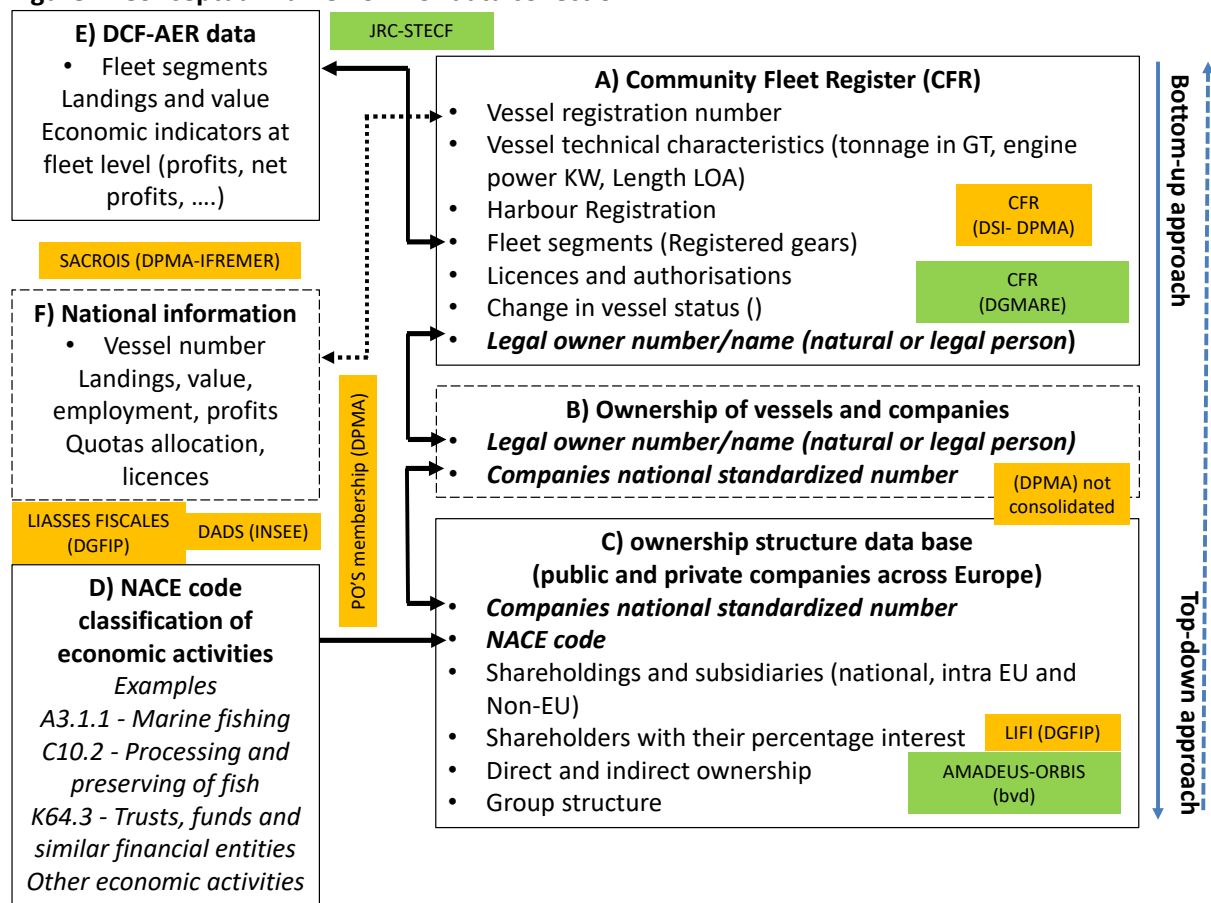 E) DCF-AER data
• Fleet segments
Landings and value
Economic indicators at
fleet level (profits, net
profits, ....)
JRC-STECF
SACROIS (DPMA-IFREMER)
F) National information
• Vessel number
Landings, value,
employment, profits
Quotas allocation,
licences
LIASSES FISCALES
(DGFIP)
DADS (INSEE)
PO'S membership (DPMA)
D) NACE code
classification of
economic activities
Examples
A3.1.1 - Marine fishing
C10.2 - Processing and
preserving of fish
K64.3 - Trusts, funds and
similar financial entities
Other economic activities
A) Community Fleet Register (CFR)
• Vessel registration number
• Vessel technical characteristics (tonnage in GT, engine
power KW, Length LOA)
• Harbour Registration
• Fleet segments (Registered gears)
• Licences and authorisations
• Change in vessel status ()
• Legal owner number/name (natural or legal person)
CFR
(DSI- DPMA)
CFR
(DGMARE)
B) Ownership of vessels and companies
• Legal owner number/name (natural or legal person)
• Companies national standardized number
(DPMA) not
consolidated
C) ownership structure data base
(public and private companies across Europe)
• Companies national standardized number
• NACE code
• Shareholdings and subsidiaries (national, intra EU and
Non-EU)
• Shareholders with their percentage interest
• Direct and indirect ownership
• Group structure
LIFI (DGFIP)
AMADEUS-ORBIS
(bvd)
Bottom-up approach
Top-down approach